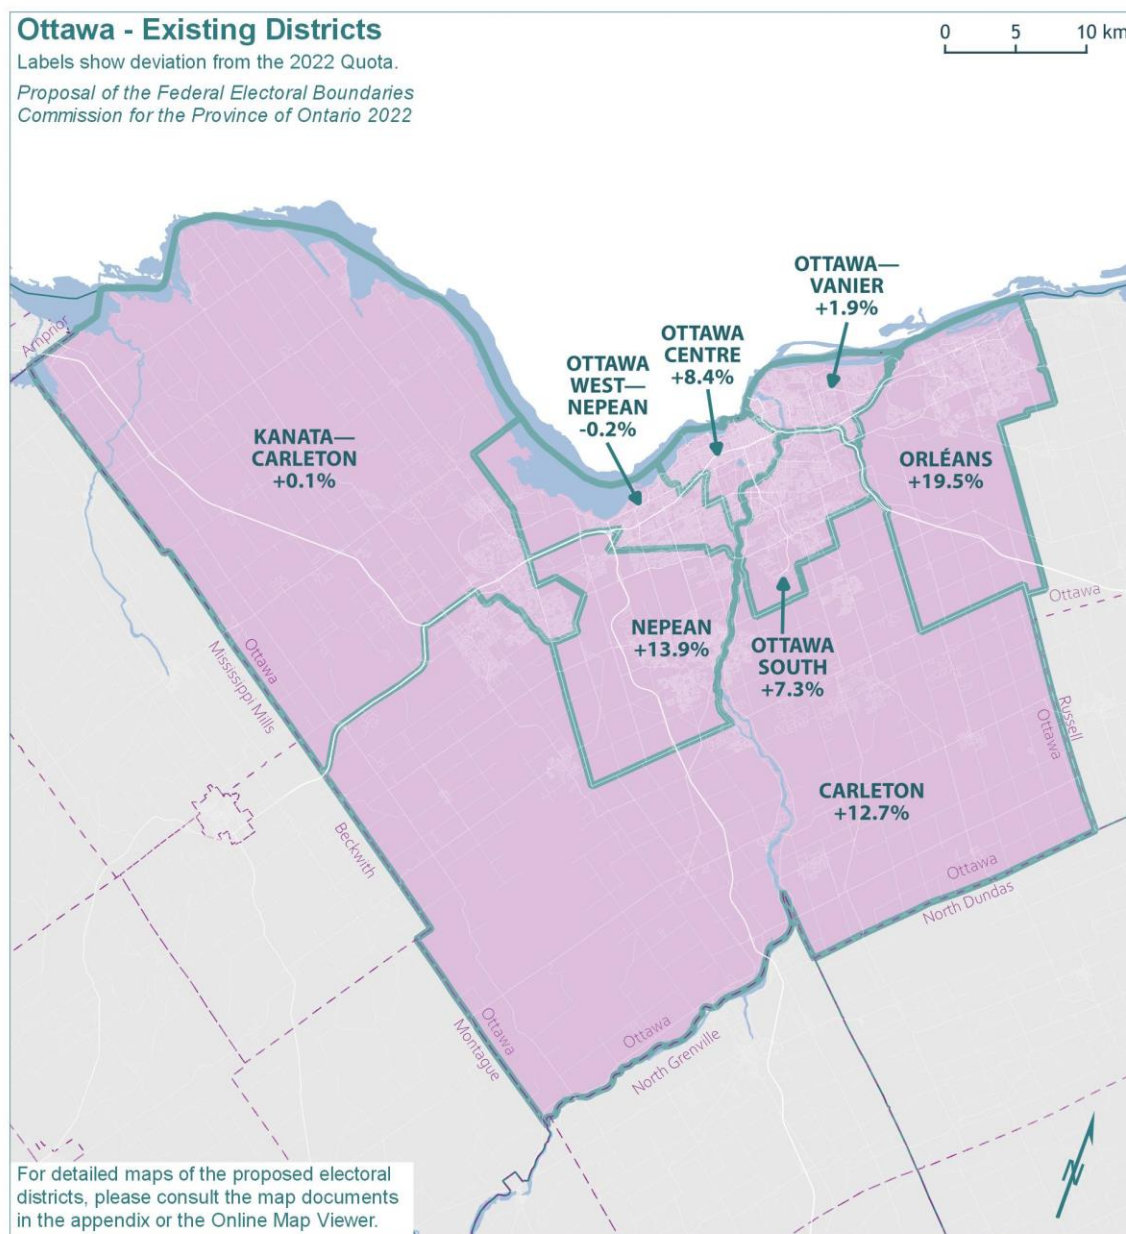 Ottawa - Existing Districts
Labels show deviation from the 2022 Quota.
Proposal of the Federal Electoral Boundaries
Commission for the Province of Ontario 2022
0 5 10 km
OTTAWA—
VANIER
+1.9%
OTTAWA
CENTRE
+8.4%
OTTAWA
WEST—
NEPEAN
-0.2%
Arnprior
KANATA—
CARLETON
+0.1%
ORLÉANS
+19.5%
Ottawa
NEPEAN
+13.9%
OTTAWA
SOUTH
+7.3%
Ottawa
Mississippi Mills
Russell
Ottawa
CARLETON
+12.7%
Beckwith
Ottawa
North Dundas
Ottawa
Montague
Ottawa
North Grenville
N
For detailed maps of the proposed electoral
districts, please consult the map documents
in the appendix or the Online Map Viewer.